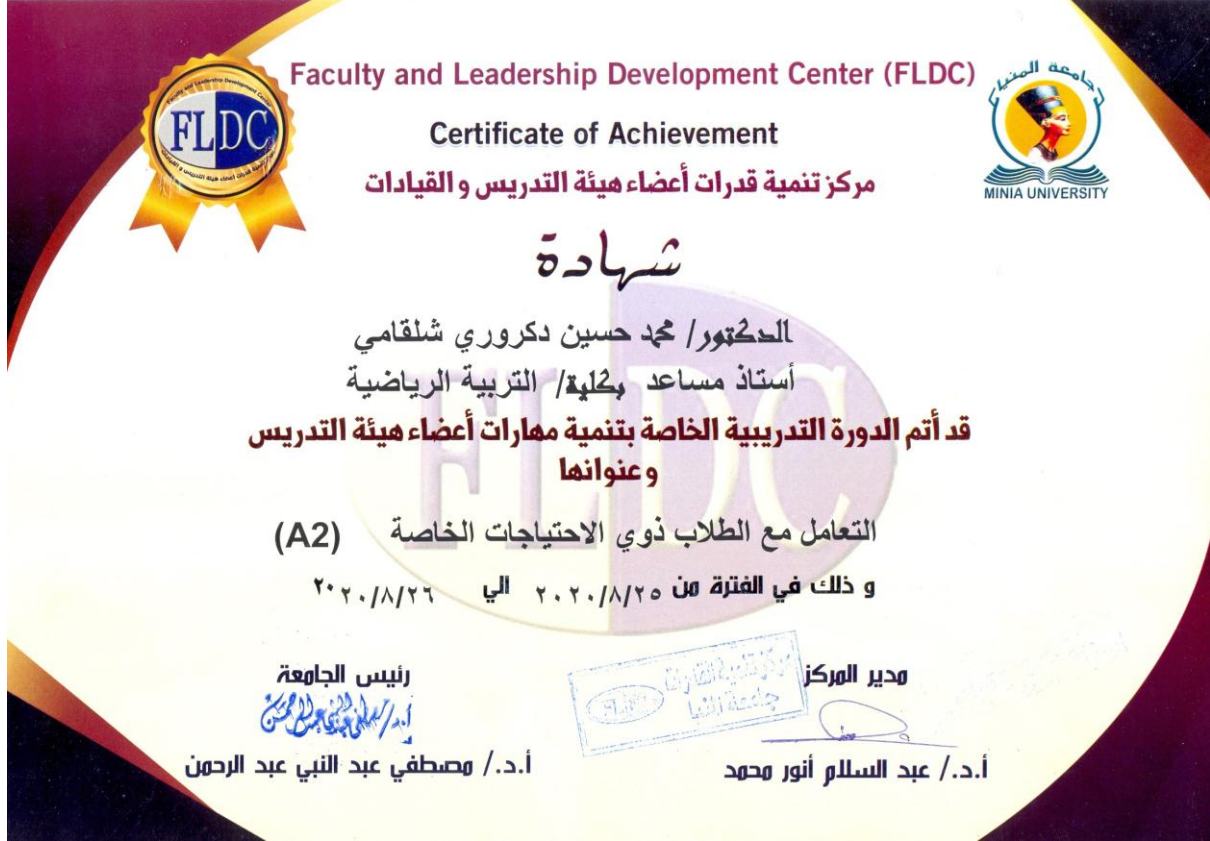 Faculty and Leadership Development Center (FLDC)
Certificate of Achievement
مركز تنمية قدرات أعضاء هيئة التدريس و القيادات
FLDC
جامعة المنيا
MINIA UNIVERSITY
شهادة
الدكتور/ محمد حسين دكروري شلقامي
أستاذ مساعد بكلية/ التربية الرياضية
قد أتم الدورة التدريبية الخاصة بتنمية مهارات أعضاء هيئة التدريس
وعنوانها
التعامل مع الطلاب ذوي الاحتياجات الخاصة (A2)
و ذلك في الفترة من ٢٠٢٠/٨/٢٥ الي ٢٠٢٠/٨/٢٦
FLDC
مدير المركز
رئيس الجامعة
أ.د./ عبد السلام أنور محمد
أ.د./ مصطفي عبد النبي عبد الرحمن